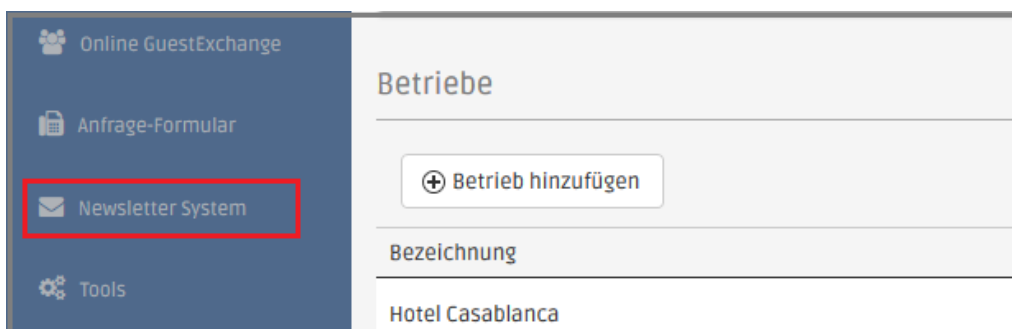 Online GuestExchange
Anfrage-Formular
Newsletter System
Tools
Betriebe
Betrieb hinzufügen
Bezeichnung
Hotel Casablanca